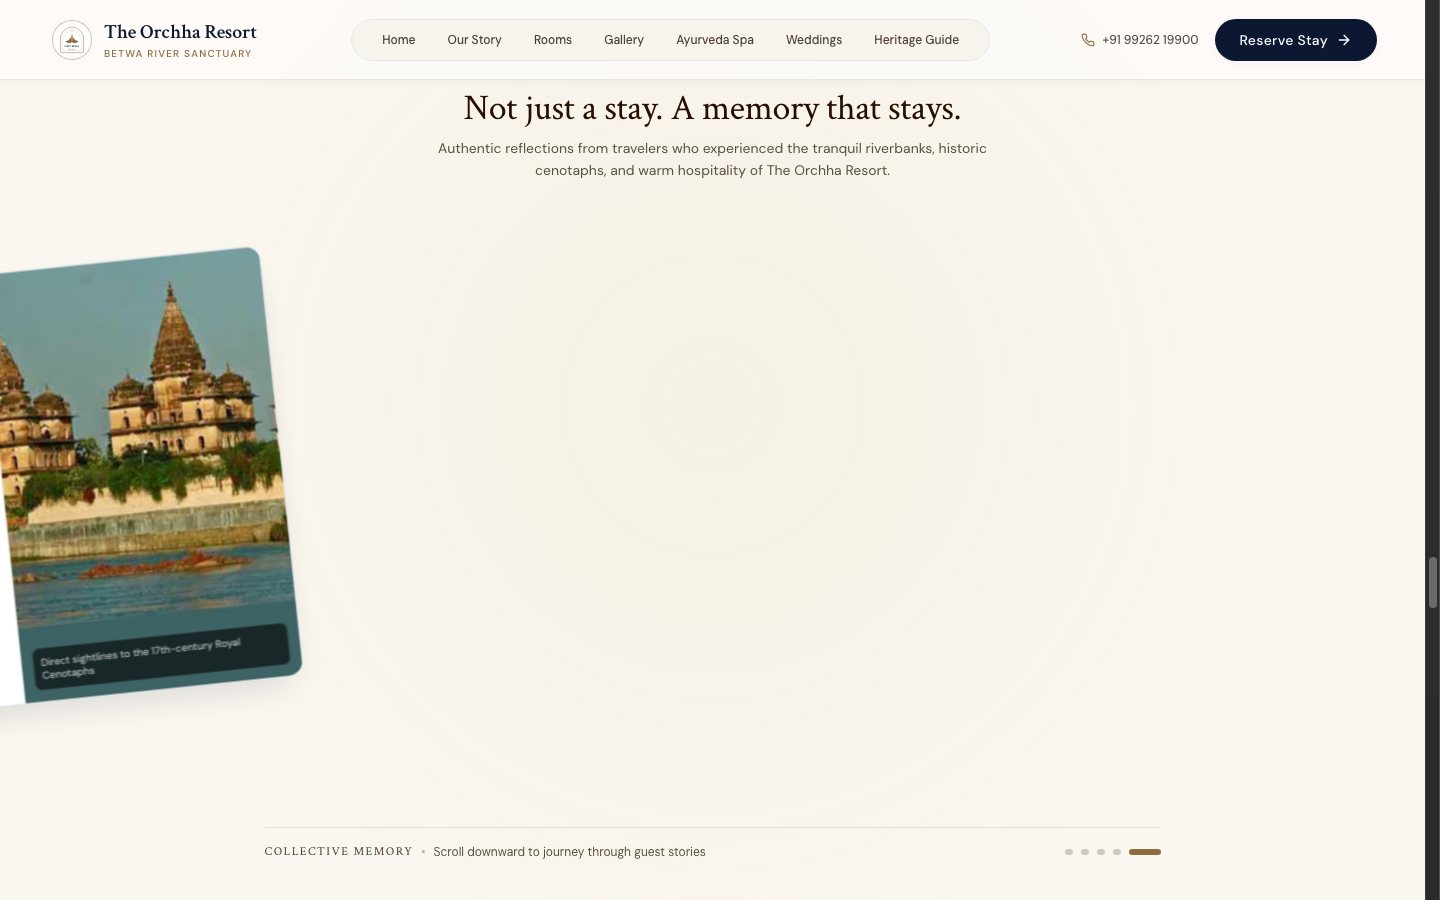 The Orchha Resort
BETWA RIVER SANCTUARY
Home
Our Story
Rooms
Gallery
Ayurveda Spa
Weddings
Heritage Guide
+91 99262 19900
Reserve Stay
Not just a stay. A memory that stays.
Authentic reflections from travelers who experienced the tranquil riverbanks, historic
cenotaphs, and warm hospitality of The Orchha Resort.
Direct sightlines to the 17th-century Royal
Cenotaphs
COLLECTIVE MEMORY • Scroll downward to journey through guest stories